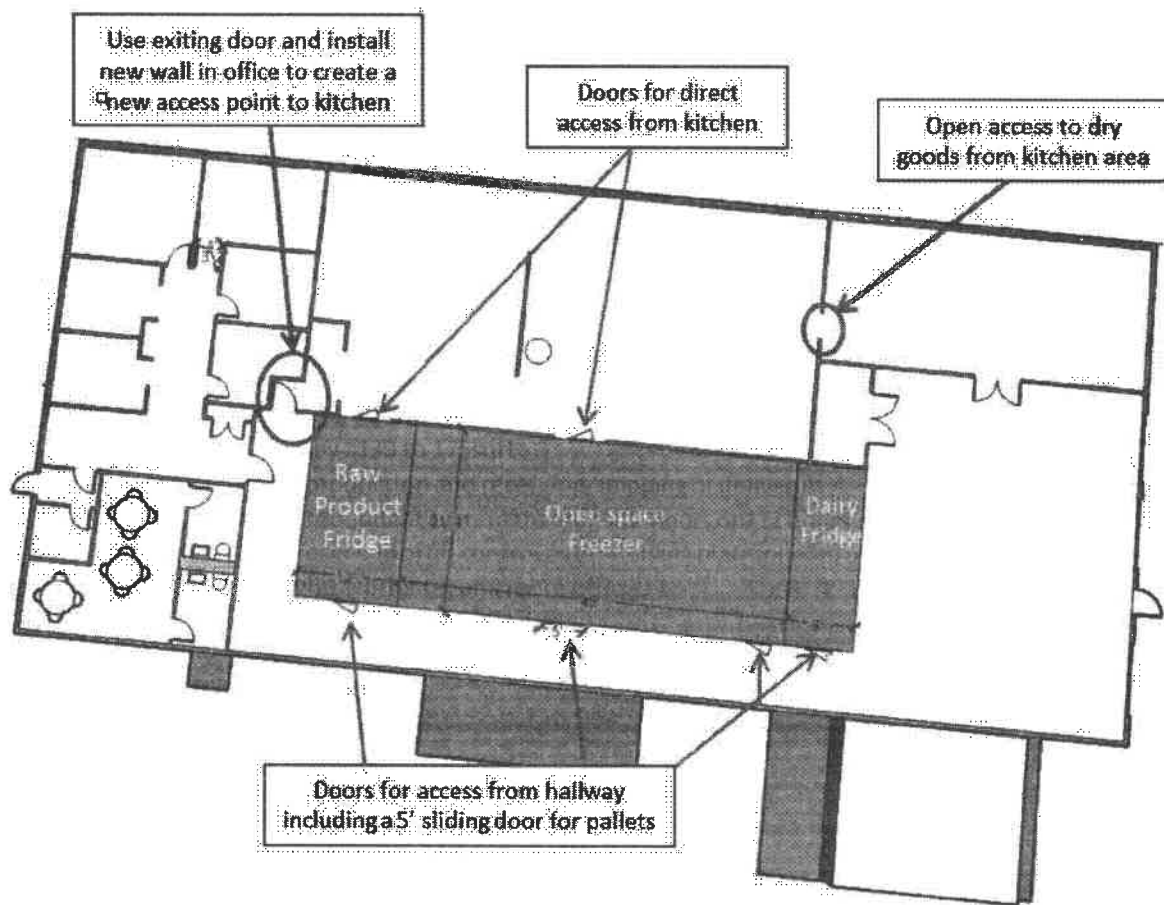 Use exiting door and install
new wall in office to create a
new access point to kitchen
Doors for direct
access from kitchen
Open access to dry
goods from kitchen area
Raw
Product
Fridge
Open space
Freezer
Dairy
Fridge
Doors for access from hallway
including a 5' sliding door for pallets